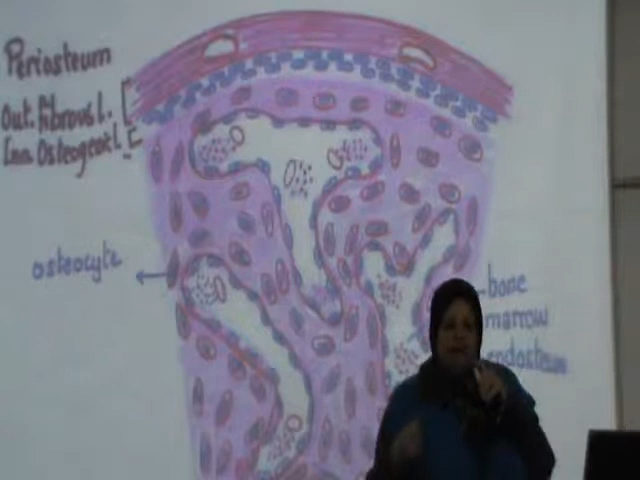 Periosteum
Out. fibrous l.
Inn. Osteogenic l.
osteocyte
bone
marrow
endosteum